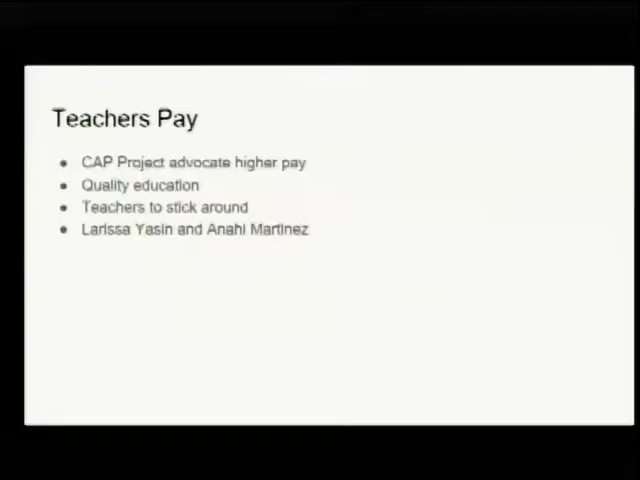 Teachers Pay
● CAP Project advocate higher pay
● Quality education
● Teachers to stick around
● Larissa Yasin and Anahi Martinez